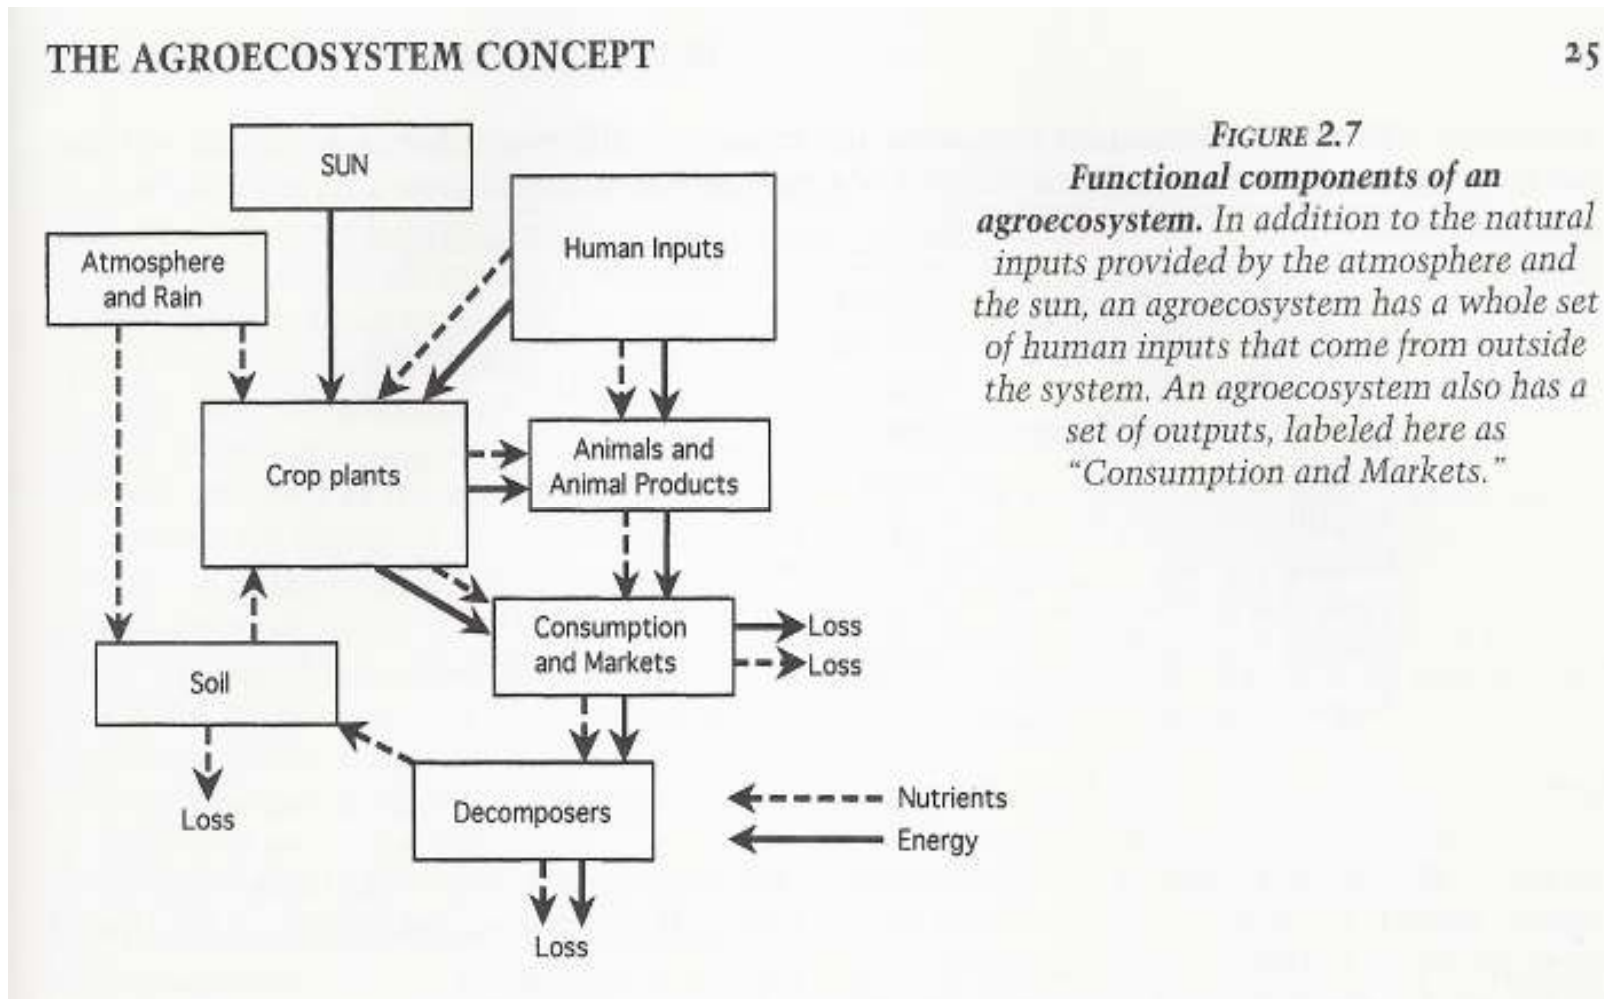 THE AGROECOSYSTEM CONCEPT
25
FIGURE 2.7
Functional components of an
agroecosystem. In addition to the natural
inputs provided by the atmosphere and
the sun, an agroecosystem has a whole set
of human inputs that come from outside
the system. An agroecosystem also has a
set of outputs, labeled here as
“Consumption and Markets.”
SUN
Human Inputs
Atmosphere
and Rain
Crop plants
Animals and
Animal Products
Consumption
and Markets
Loss
Loss
Soil
Loss
Decomposers
Loss
Nutrients
Energy